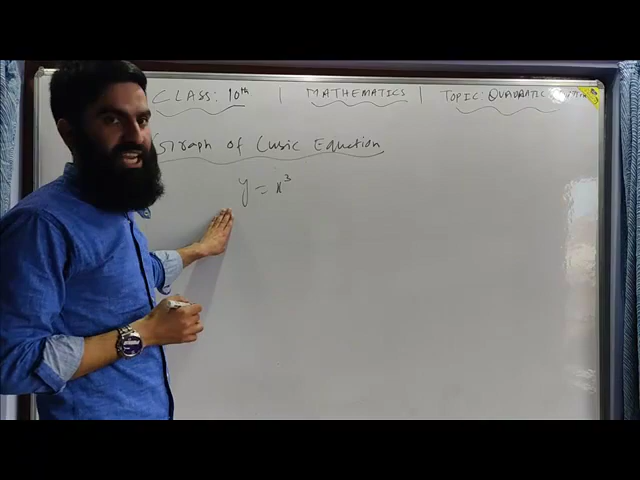 CLASS: 10th | MATHEMATICS | TOPIC: QUADRATIC
Graph of Cubic Equation
y = x³